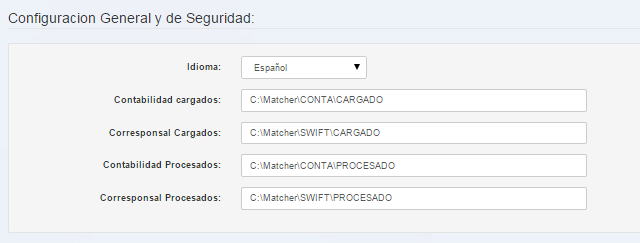 Configuracion General y de Seguridad:
Idioma: Español
Contabilidad cargados: C:\Matcher\CONTA\CARGADO
Corresponsal Cargados: C:\Matcher\SWIFT\CARGADO
Contabilidad Procesados: C:\Matcher\CONTA\PROCESADO
Corresponsal Procesados: C:\Matcher\SWIFT\PROCESADO